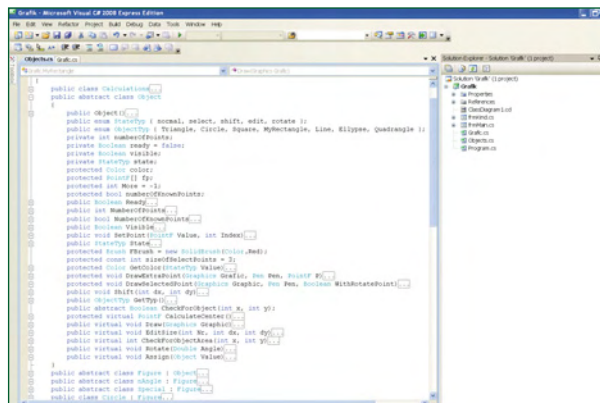 Grafik - Microsoft Visual C# 2008 Express Edition
File Edit View Refactor Project Build Debug Data Tools Window Help
Objects.cs Grafik.cs
Grafik.MyRectangle
DrawGraphics Grafic)
{
public class Calculations...
public abstract class Object
{
public Object()...
public enum StateTyp { normal, select, shift, edit, rotate };
public enum ObjectTyp { Triangle, Circle, Square, MyRectangle, Line, Ellypse, Quadrangle };
private int numberOfPoints;
private Boolean ready = false;
private Boolean visible;
private StateTyp state;
protected Color color;
protected PointF[] fp;
protected int More = -1;
protected bool numberOfKnownPoints;
public Boolean Ready...
public int NumberOfPoints...
public bool NumberOfKnownPoints...
public Boolean Visible...
public void SetPoint(PointF Value, int Index)...
public StateTyp State...
protected Brush FBrush = new SolidBrush(Color.Red);
protected const int sizeOfSelectPoints = 2;
protected Color GetColor(StateTyp Value)...
protected void DrawExtraPoint(Graphics Grafic, Pen Pen, PointF P)...
protected void DrawSelectedPoint(Graphics Graphic, Pen Pen, Boolean WithRotatePoint)...
public void Shift(int dx, int dy)...
public ObjectTyp GetTyp()...
public abstract Boolean CheckForObject(int x, int y);
protected virtual PointF CalculateCenter()...
public virtual void Draw(Graphics Graphic)...
public virtual void EditSize(int Nr, int dx, int dy)...
public virtual int CheckForObjectArea(int x, int y)...
public virtual void Rotate(Double Angle)...
public virtual void Assign(Object Value)...
}
public abstract class Figure : Object...
public abstract class nAngle : Figure...
public abstract class Special : Figure...
public class Circle : Figure...
Solution Explorer - Solution 'Grafik' (1 project)
Solution 'Grafik' (1 project)
Grafik
Properties
References
ClassDiagram1.cd
Grafic.cs
Objects.cs
Program.cs